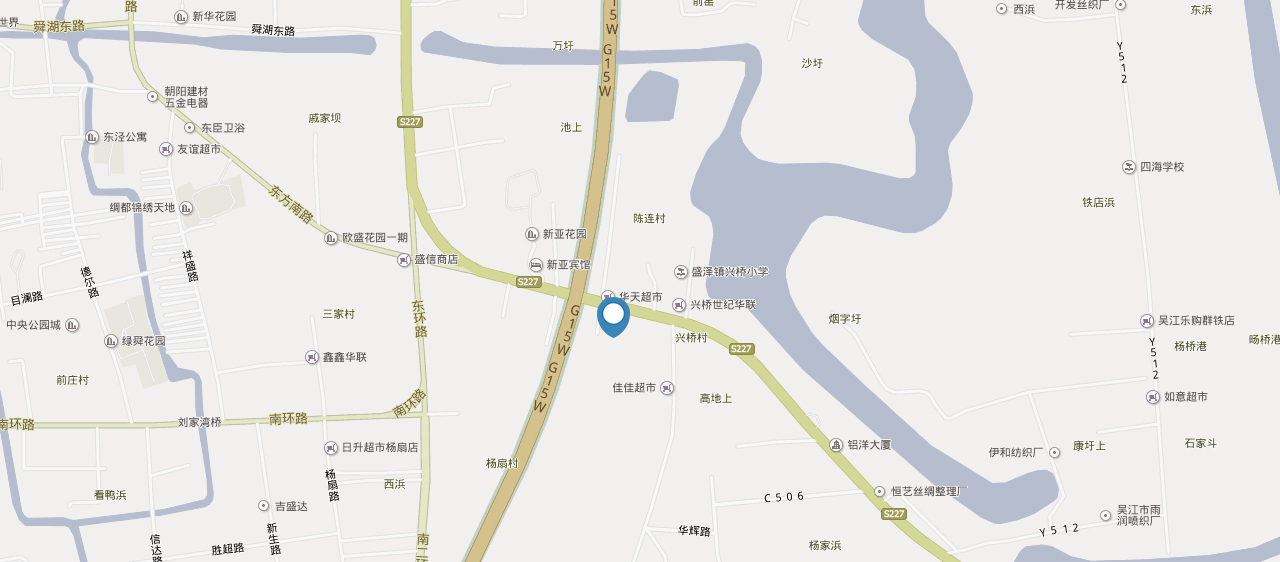 路
新华花园
世界
舜湖东路
舜湖东路
G15W G15W
前窑
西浜
开发丝织厂
东浜
万圩
沙圩
Y512
朝阳建材
五金电器
东臣卫浴
S227
戚家坝
池上
东泾公寓
友谊超市
四海学校
绸都锦绣天地
东方南路
陈连村
铁店浜
欧盛花园一期
新亚花园
盛信商店
祥盛路
德尔路
新亚宾馆
S227
盛泽镇兴桥小学
目澜路
华天超市
兴桥世纪华联
中央公园城
三家村
东环路
G15W G15W
烟字圩
吴江乐购群铁店
绿舜花园
兴桥村
S227
Y512
杨桥港
旸桥港
鑫鑫华联
前庄村
佳佳超市
高地上
如意超市
南环路
刘家湾桥
南环路
南环路
日升超市杨扇店
铝洋大厦
伊和纺织厂
康圩上
石家斗
杨扇村
杨扇路
西浜
看鸭浜
C506
恒艺丝绸整理厂
吉盛达
S227
吴江市雨
润喷织厂
新生路
华辉路
Y512
信达路
胜超路
南二环
杨家浜